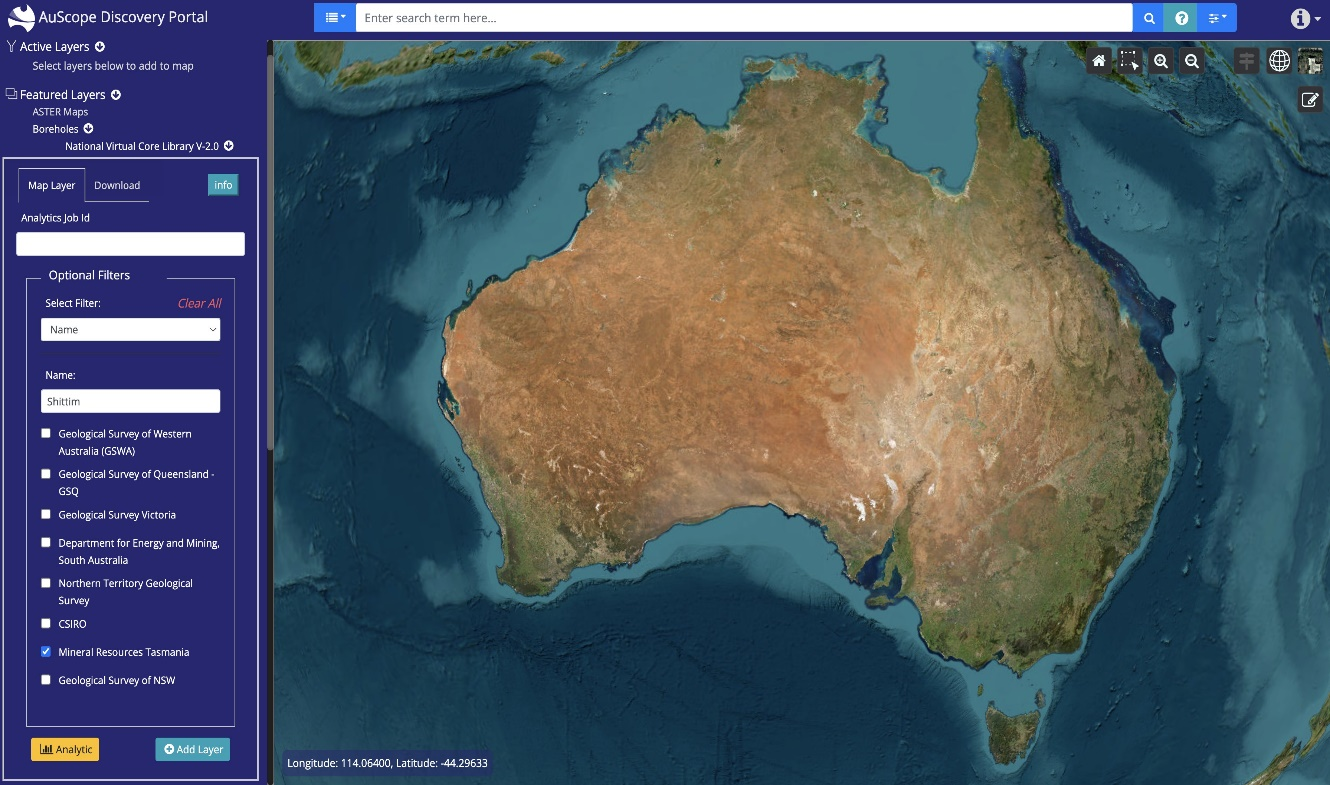 AuScope Discovery Portal
Enter search term here...
Active Layers
Select layers below to add to map
Featured Layers
ASTER Maps
Boreholes
National Virtual Core Library V-2.0
Map Layer
Download
info
Analytics Job Id
Optional Filters
Select Filter:
Clear All
Name
Name:
Shittim
Geological Survey of Western
Australia (GSWA)
Geological Survey of Queensland -
GSQ
Geological Survey Victoria
Department for Energy and Mining,
South Australia
Northern Territory Geological
Survey
CSIRO
Mineral Resources Tasmania
Geological Survey of NSW
Analytic
Add Layer
Longitude: 114.06400, Latitude: -44.29633